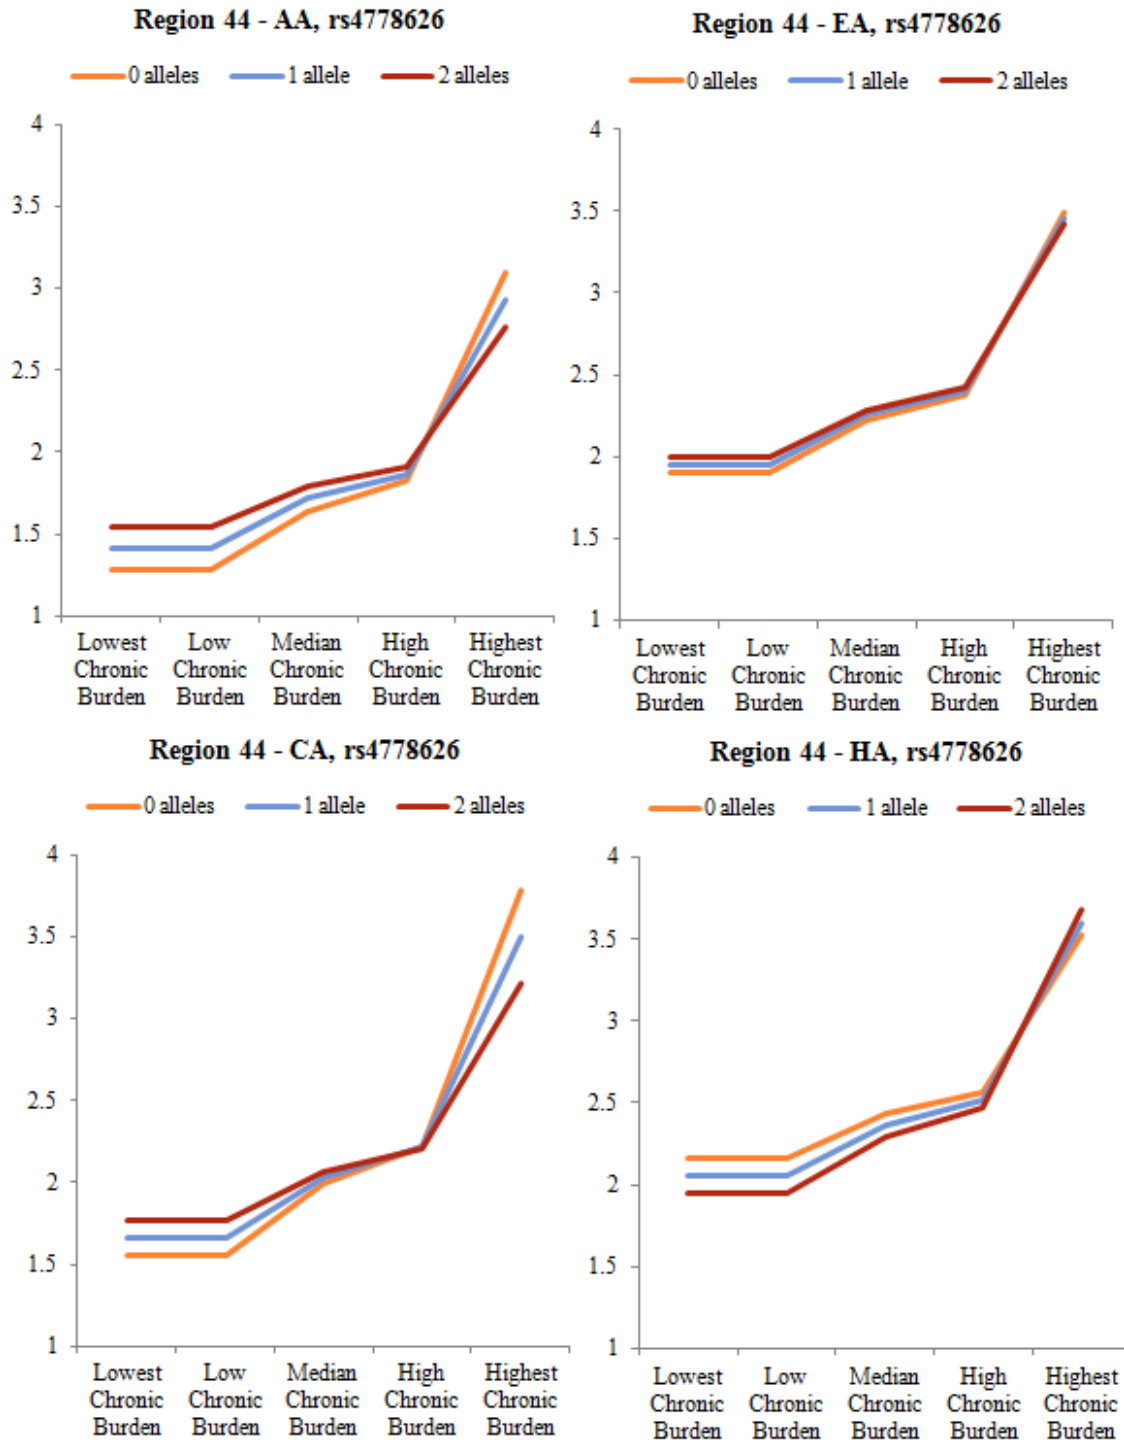 Region 44 - AA, rs4778626
0 alleles 1 allele 2 alleles
4
3.5
3
2.5
2
1.5
1
Lowest Chronic Burden
Low Chronic Burden
Median Chronic Burden
High Chronic Burden
Highest Chronic Burden
Region 44 - EA, rs4778626
0 alleles 1 allele 2 alleles
4
3.5
3
2.5
2
1.5
1
Lowest Chronic Burden
Low Chronic Burden
Median Chronic Burden
High Chronic Burden
Highest Chronic Burden
Region 44 - CA, rs4778626
0 alleles 1 allele 2 alleles
4
3.5
3
2.5
2
1.5
1
Lowest Chronic Burden
Low Chronic Burden
Median Chronic Burden
High Chronic Burden
Highest Chronic Burden
Region 44 - HA, rs4778626
0 alleles 1 allele 2 alleles
4
3.5
3
2.5
2
1.5
1
Lowest Chronic Burden
Low Chronic Burden
Median Chronic Burden
High Chronic Burden
Highest Chronic Burden